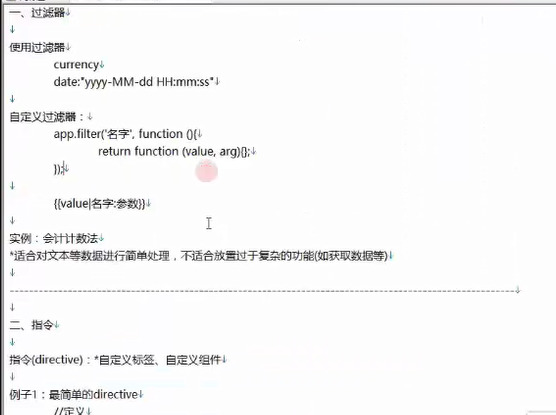 一、过滤器
使用过滤器
currency
date:"yyyy-MM-dd HH:mm:ss"
自定义过滤器：
app.filter('名字', function (){
return function (value, arg){};
});
{{value|名字:参数}}
实例：会计计数法
*适合对文本等数据进行简单处理，不适合放置过于复杂的功能(如获取数据等)
--------------------------------------------------------------------------------
二、指令
指令(directive)：*自定义标签、自定义组件
例子1：最简单的directive
//定义